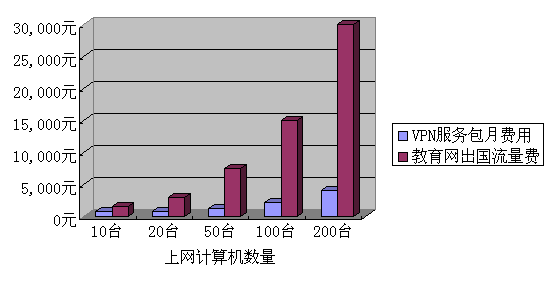 30,000元
25,000元
20,000元
15,000元
10,000元
5,000元
0元
10台 20台 50台 100台 200台
上网计算机数量
VPN服务包月费用
教育网出国流量费